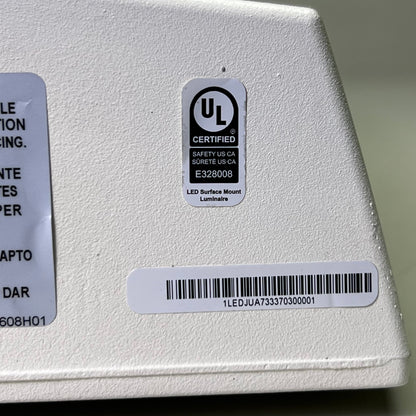 LE
TION
CING.
NTE
TES
PER
APTO
DAR
608H01
UL
®
CERTIFIED
SAFETY US CA
SÛRETÉ US CA
E328008
LED Surface Mount
Luminaire
1LEDJUA733370300001